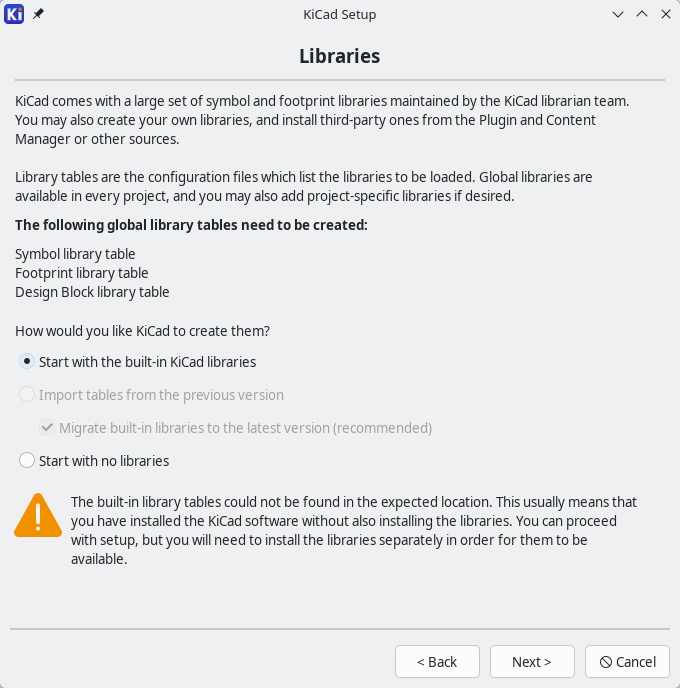 Ki
KiCad Setup
Libraries
KiCad comes with a large set of symbol and footprint libraries maintained by the KiCad librarian team.
You may also create your own libraries, and install third-party ones from the Plugin and Content
Manager or other sources.
Library tables are the configuration files which list the libraries to be loaded. Global libraries are
available in every project, and you may also add project-specific libraries if desired.
The following global library tables need to be created:
Symbol library table
Footprint library table
Design Block library table
How would you like KiCad to create them?
Start with the built-in KiCad libraries
Import tables from the previous version
Migrate built-in libraries to the latest version (recommended)
Start with no libraries
The built-in library tables could not be found in the expected location. This usually means that
you have installed the KiCad software without also installing the libraries. You can proceed
with setup, but you will need to install the libraries separately in order for them to be
available.
< Back
Next >
Cancel